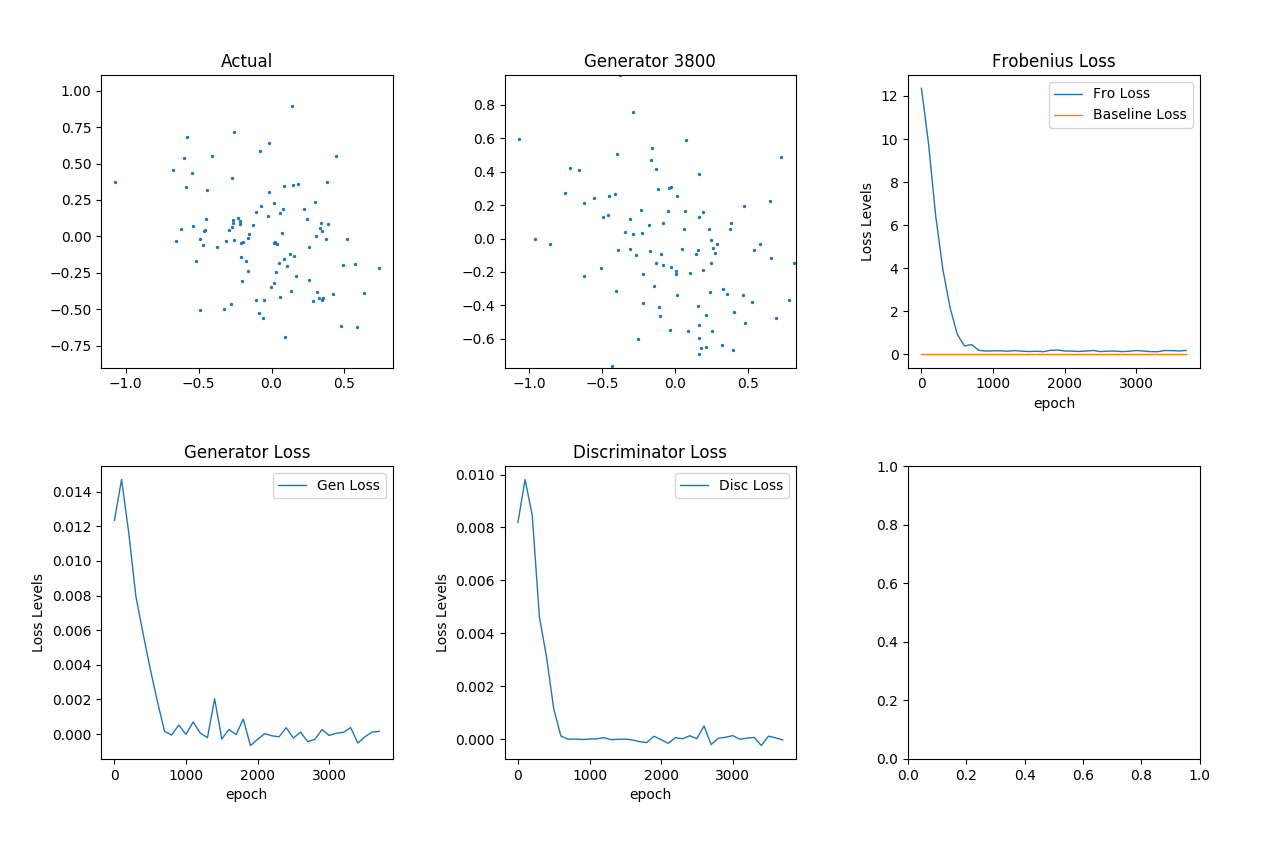 Actual
1.00
0.75
0.50
0.25
0.00
−0.25
−0.50
−0.75
−1.0 −0.5 0.0 0.5
Generator 3800
0.8
0.6
0.4
0.2
0.0
−0.2
−0.4
−0.6
−1.0 −0.5 0.0 0.5
Frobenius Loss
Fro Loss
Baseline Loss
Loss Levels
12
10
8
6
4
2
0
0 1000 2000 3000
epoch
Generator Loss
Gen Loss
Loss Levels
0.014
0.012
0.010
0.008
0.006
0.004
0.002
0.000
0 1000 2000 3000
epoch
Discriminator Loss
Disc Loss
Loss Levels
0.010
0.008
0.006
0.004
0.002
0.000
0 1000 2000 3000
epoch
1.0
0.8
0.6
0.4
0.2
0.0
0.0 0.2 0.4 0.6 0.8 1.0